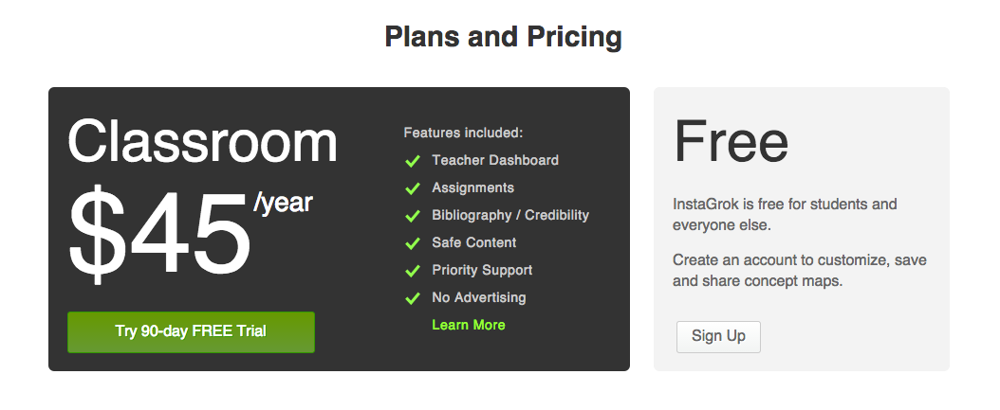 Plans and Pricing
Classroom
$45/year
Try 90-day FREE Trial
Features included:
Teacher Dashboard
Assignments
Bibliography / Credibility
Safe Content
Priority Support
No Advertising
Learn More
Free
InstaGrok is free for students and
everyone else.
Create an account to customize, save
and share concept maps.
Sign Up